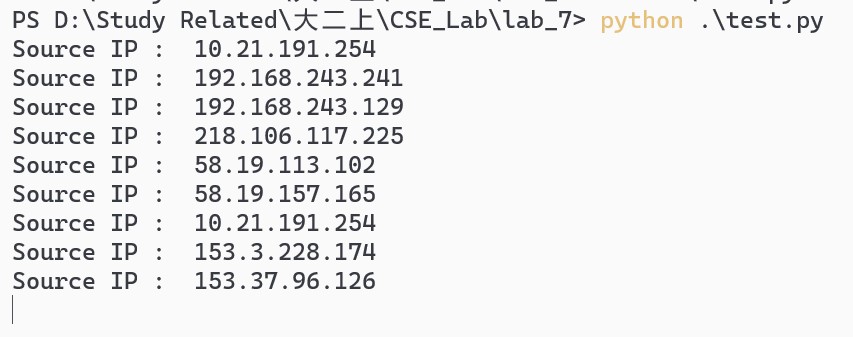 PS D:\Study Related\大二上\CSE_Lab\lab_7> python .\test.py
Source IP :  10.21.191.254
Source IP :  192.168.243.241
Source IP :  192.168.243.129
Source IP :  218.106.117.225
Source IP :  58.19.113.102
Source IP :  58.19.157.165
Source IP :  10.21.191.254
Source IP :  153.3.228.174
Source IP :  153.37.96.126